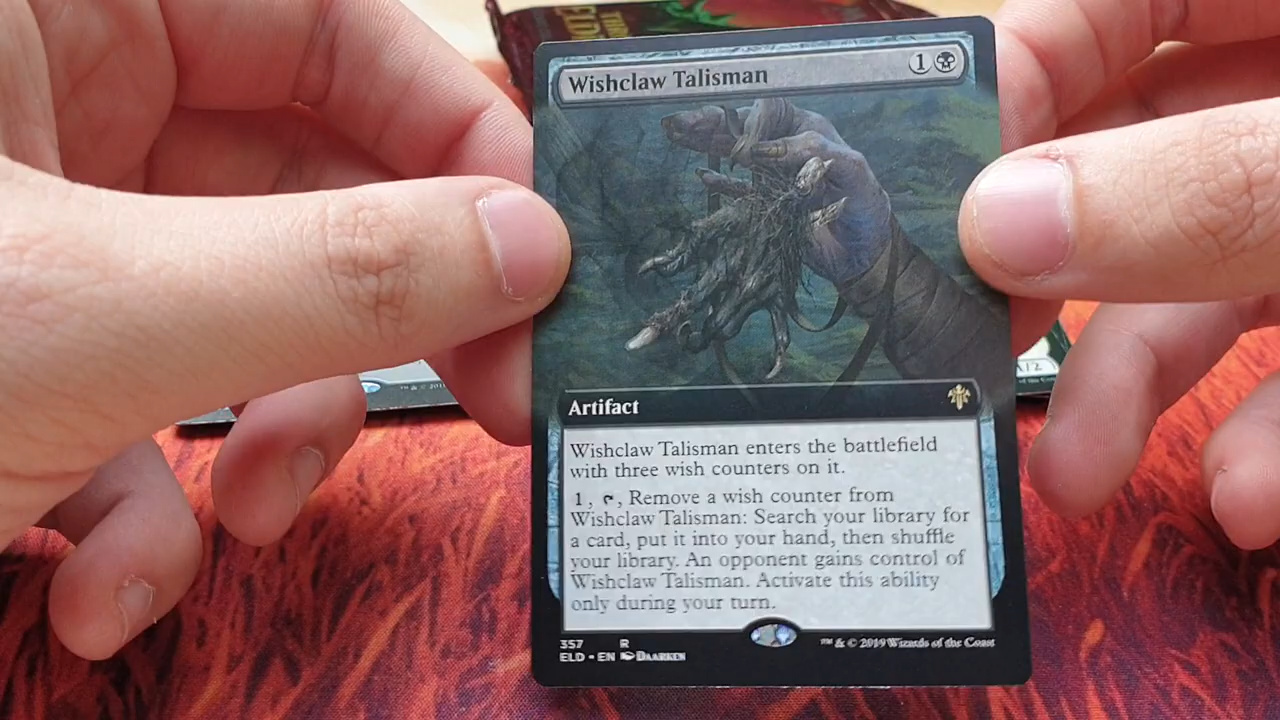 Wishclaw Talisman 1
Artifact
Wishclaw Talisman enters the battlefield
with three wish counters on it.
1, , Remove a wish counter from
Wishclaw Talisman: Search your library for
a card, put it into your hand, then shuffle
your library. An opponent gains control of
Wishclaw Talisman. Activate this ability
only during your turn.
357 R
ELD • EN DAARKEN
™ & © 2019 Wizards of the Coast
1/2